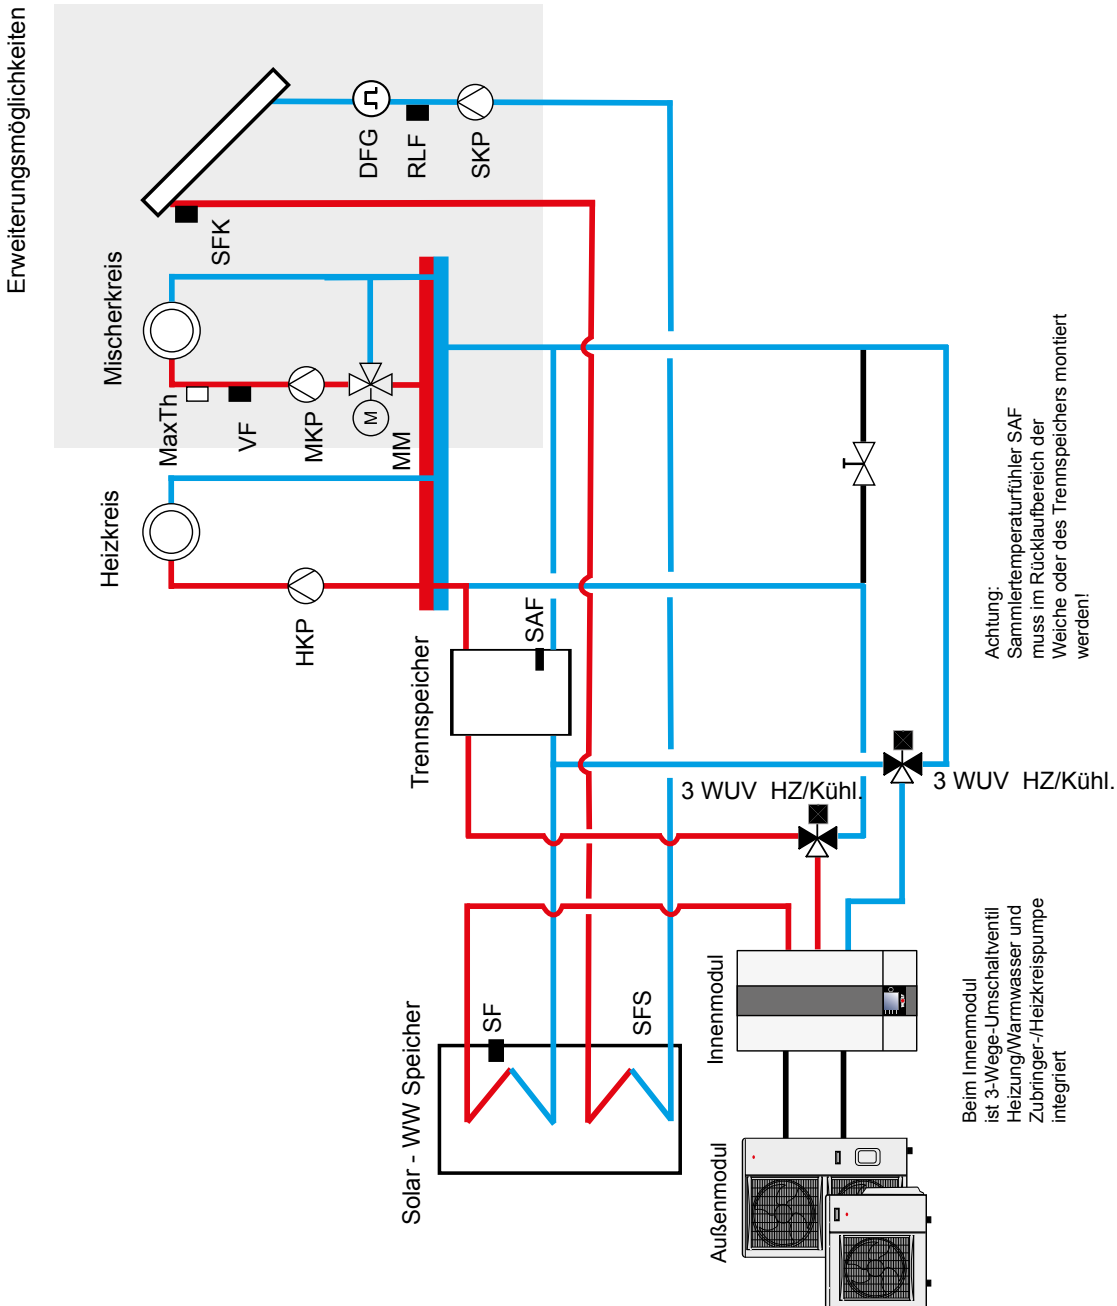 Erweiterungsmöglichkeiten
DFG
RLF
SKP
SFK
Mischerkreis
MaxTh
VF
MKP
MM
M
Heizkreis
HKP
Trennspeicher
SAF
Achtung:
Sammlertemperaturfühler SAF
muss im Rücklaufbereich der
Weiche oder des Trennspeichers montiert
werden!
3 WUV HZ/Kühl.
3 WUV HZ/Kühl.
Solar - WW Speicher
SF
SFS
Innenmodul
Beim Innenmodul
ist 3-Wege-Umschaltventil
Heizung/Warmwasser und
Zubringer-/Heizkreispumpe
integriert
Außenmodul